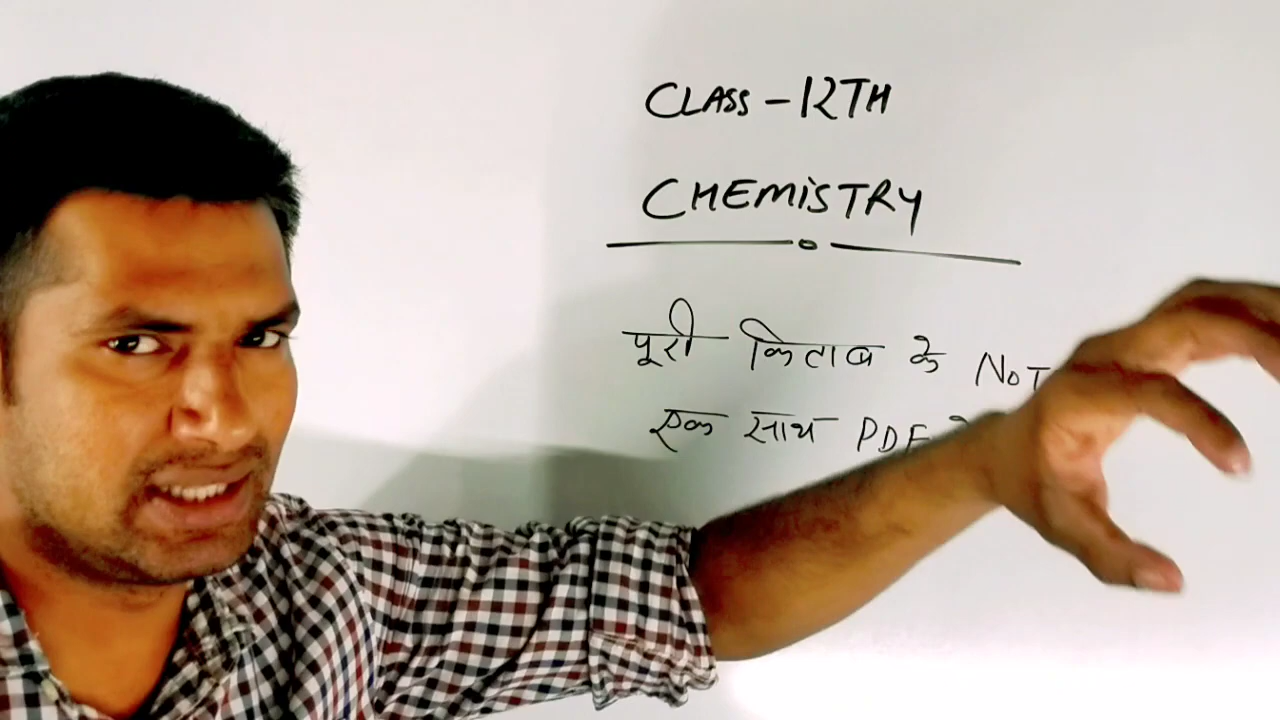 CLASS - 12TH
CHEMISTRY
पूरी किताब के NOT
एक साथ PDF